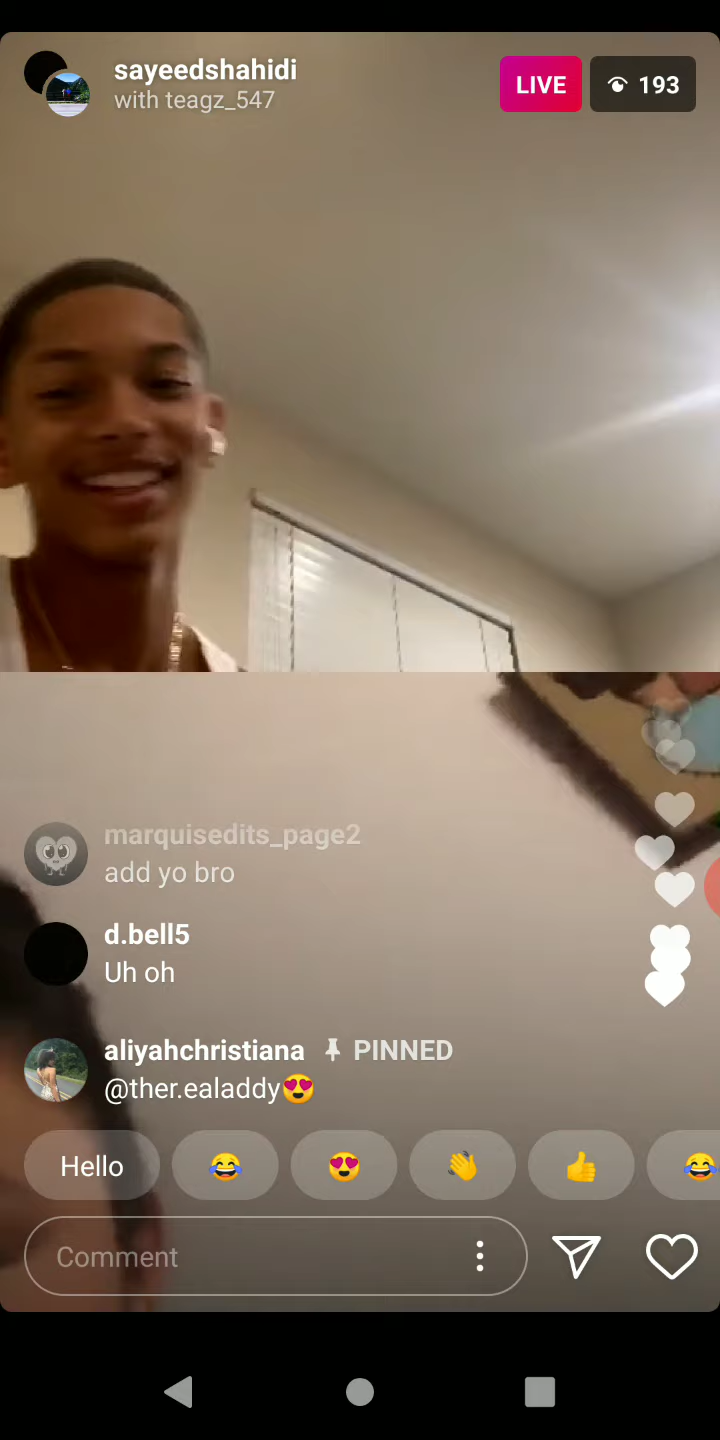 sayeedshahidi
with teagz_547
LIVE
193
marquisedits_page2
add yo bro
d.bell5
Uh oh
aliyahchristiana PINNED
@ther.ealaddy😍
Hello 😂 😍 👋 👍 😂
Comment